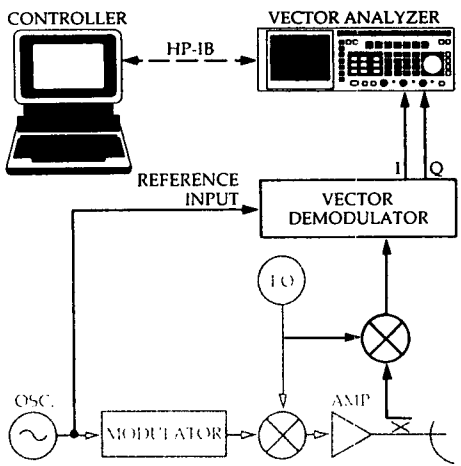 CONTROLLER
VECTOR ANALYZER
HP-IB
I
Q
REFERENCE
INPUT
VECTOR
DEMODULATOR
LO
OSC.
AMP
MODULATOR